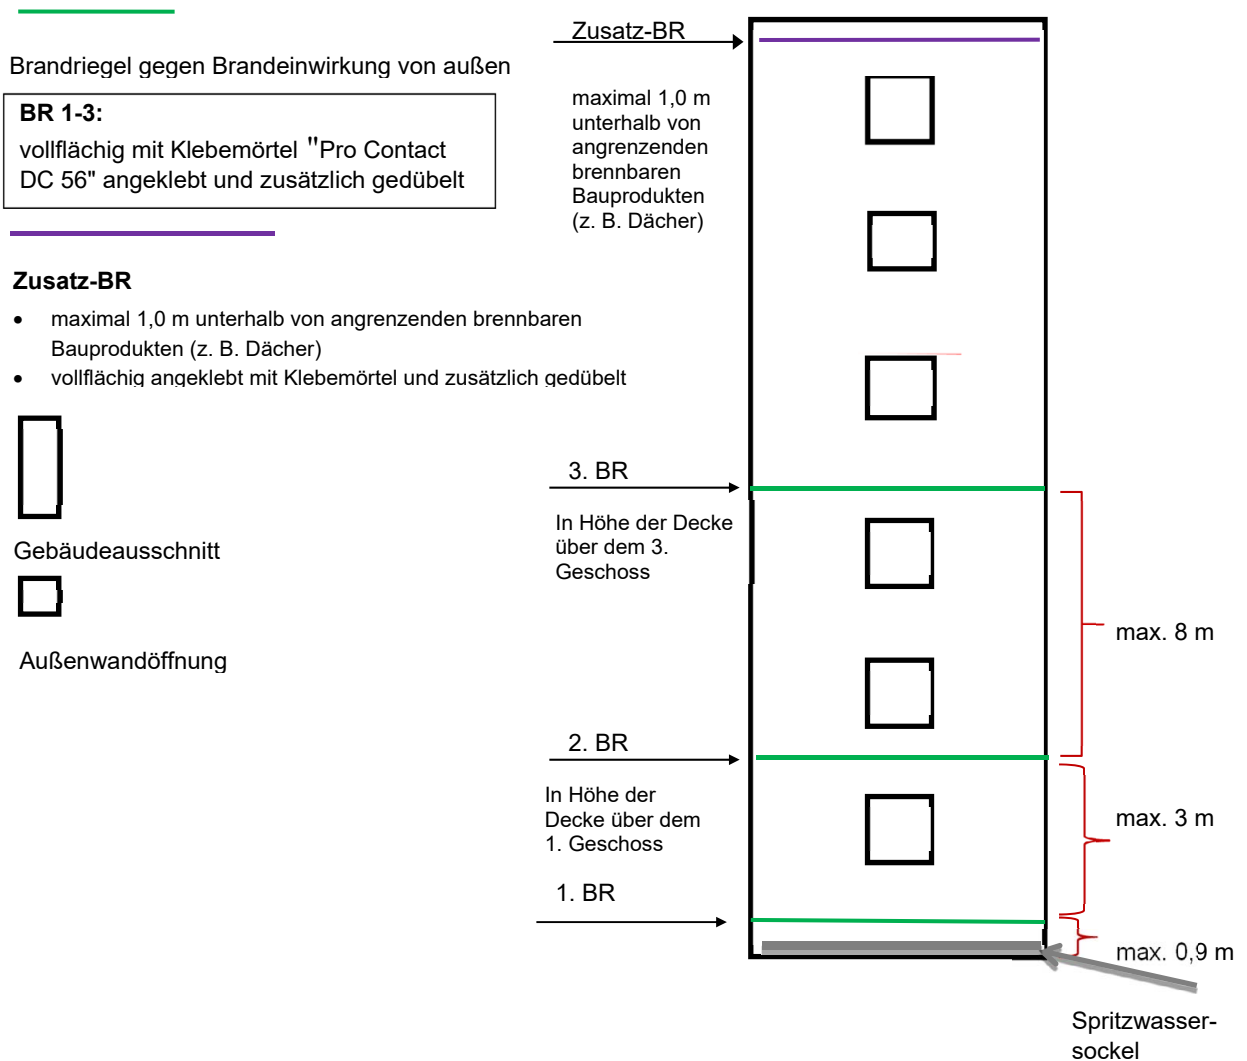 Brandriegel gegen Brandeinwirkung von außen
BR 1-3:
vollflächig mit Klebemörtel "Pro Contact
DC 56" angeklebt und zusätzlich gedübelt
Zusatz-BR
• maximal 1,0 m unterhalb von angrenzenden brennbaren
Bauprodukten (z. B. Dächer)
• vollflächig angeklebt mit Klebemörtel und zusätzlich gedübelt
Gebäudeausschnitt
Außenwandöffnung
Zusatz-BR
maximal 1,0 m
unterhalb von
angrenzenden
brennbaren
Bauprodukten
(z. B. Dächer)
3. BR
In Höhe der Decke
über dem 3.
Geschoss
2. BR
In Höhe der
Decke über dem
1. Geschoss
1. BR
max. 8 m
max. 3 m
max. 0,9 m
Spritzwasser-
sockel